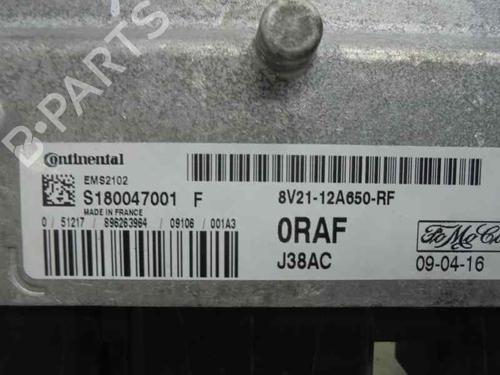 B-PARTS
Continental
EMS2102
S180047001 F
MADE IN FRANCE
0 / 51217 / 896263964 / 09106 / 001A3
8V21-12A650-RF
0RAF
J38AC
FoMoCo
09-04-16